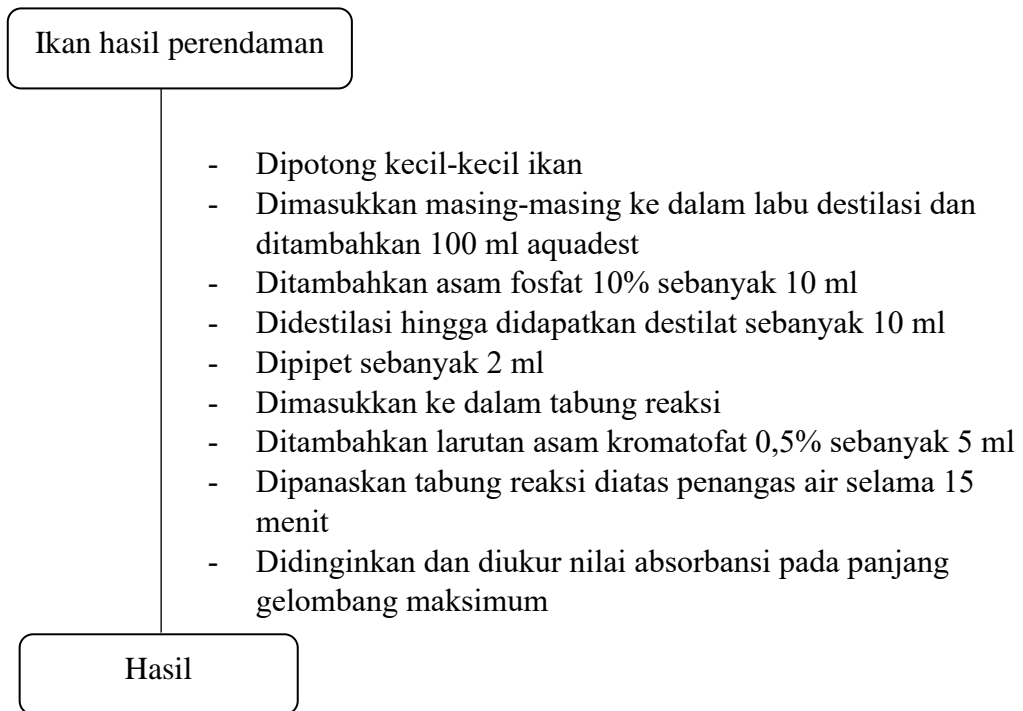 Ikan hasil perendaman
- Dipotong kecil-kecil ikan
- Dimasukkan masing-masing ke dalam labu destilasi dan
ditambahkan 100 ml aquadest
- Ditambahkan asam fosfat 10% sebanyak 10 ml
- Didestilasi hingga didapatkan destilat sebanyak 10 ml
- Dipipet sebanyak 2 ml
- Dimasukkan ke dalam tabung reaksi
- Ditambahkan larutan asam kromatofat 0,5% sebanyak 5 ml
- Dipanaskan tabung reaksi diatas penangas air selama 15
menit
- Didinginkan dan diukur nilai absorbansi pada panjang
gelombang maksimum
Hasil